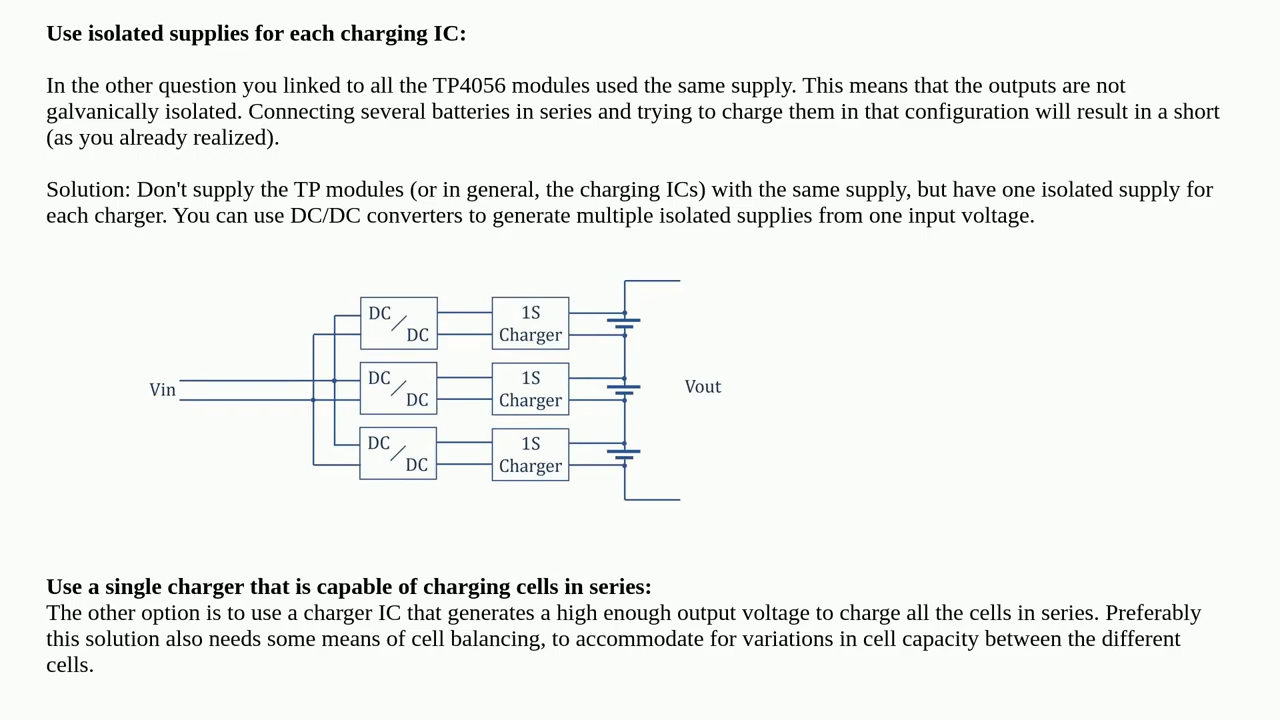 Use isolated supplies for each charging IC:
In the other question you linked to all the TP4056 modules used the same supply. This means that the outputs are not
galvanically isolated. Connecting several batteries in series and trying to charge them in that configuration will result in a short
(as you already realized).
Solution: Don't supply the TP modules (or in general, the charging ICs) with the same supply, but have one isolated supply for
each charger. You can use DC/DC converters to generate multiple isolated supplies from one input voltage.
DC
DC
1S
Charger
Vin
DC
DC
1S
Charger
Vout
DC
DC
1S
Charger
Use a single charger that is capable of charging cells in series:
The other option is to use a charger IC that generates a high enough output voltage to charge all the cells in series. Preferably
this solution also needs some means of cell balancing, to accommodate for variations in cell capacity between the different
cells.